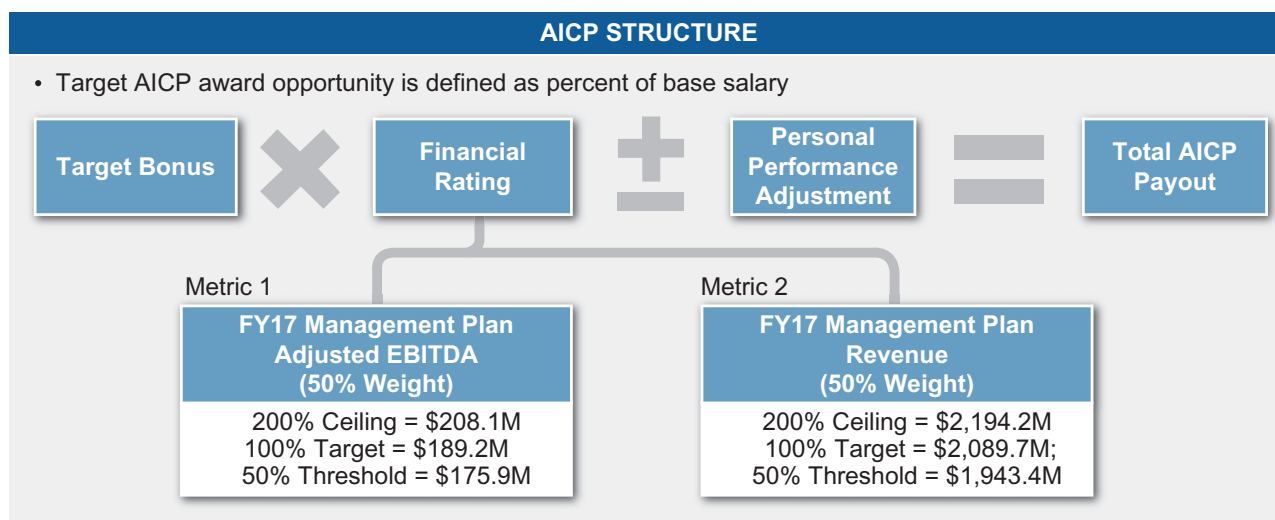 AICP STRUCTURE
• Target AICP award opportunity is defined as percent of base salary
Target Bonus
Financial
Rating
±
Personal
Performance
Adjustment
=
Total AICP
Payout
Metric 1
FY17 Management Plan
Adjusted EBITDA
(50% Weight)
200% Ceiling = $208.1M
100% Target = $189.2M
50% Threshold = $175.9M
Metric 2
FY17 Management Plan
Revenue
(50% Weight)
200% Ceiling = $2,194.2M
100% Target = $2,089.7M;
50% Threshold = $1,943.4M